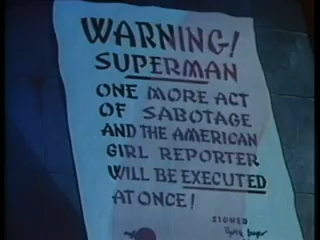 WARNING!
SUPERMAN
ONE MORE ACT
OF SABOTAGE
AND THE AMERICAN
GIRL REPORTER
WILL BE EXECUTED
AT ONCE!
SIGNED